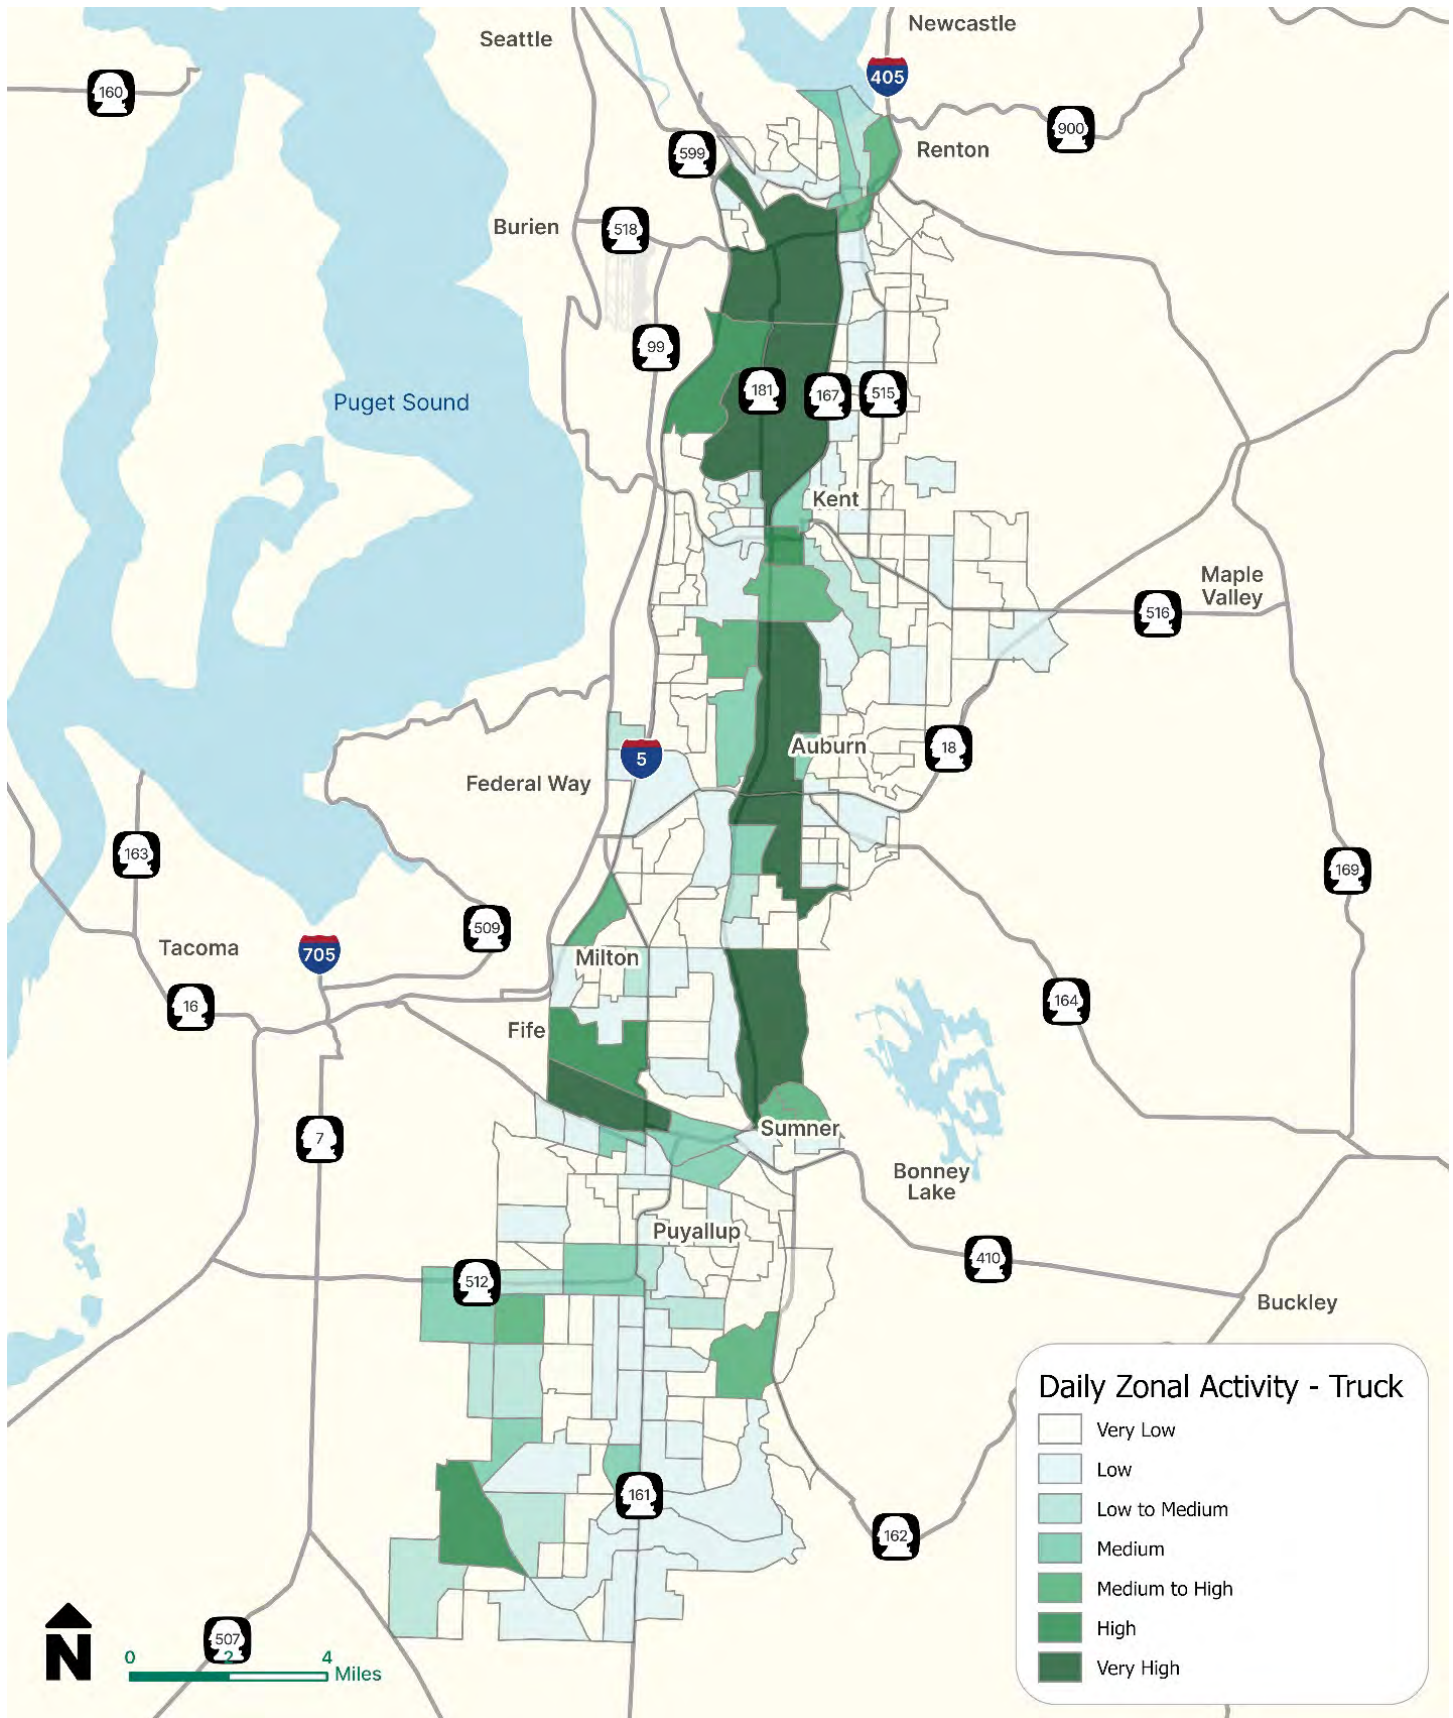 Newcastle
Seattle
405
160
900
599
Renton
Burien
518
99
181
167
515
Puget Sound
Kent
Maple
Valley
516
Auburn
18
5
Federal Way
163
169
509
Tacoma
705
Milton
16
164
Fife
Sumner
7
Bonney
Lake
Puyallup
410
512
Buckley
Daily Zonal Activity - Truck
Very Low
Low
Low to Medium
Medium
Medium to High
High
Very High
161
162
507
N
0 2 4
Miles